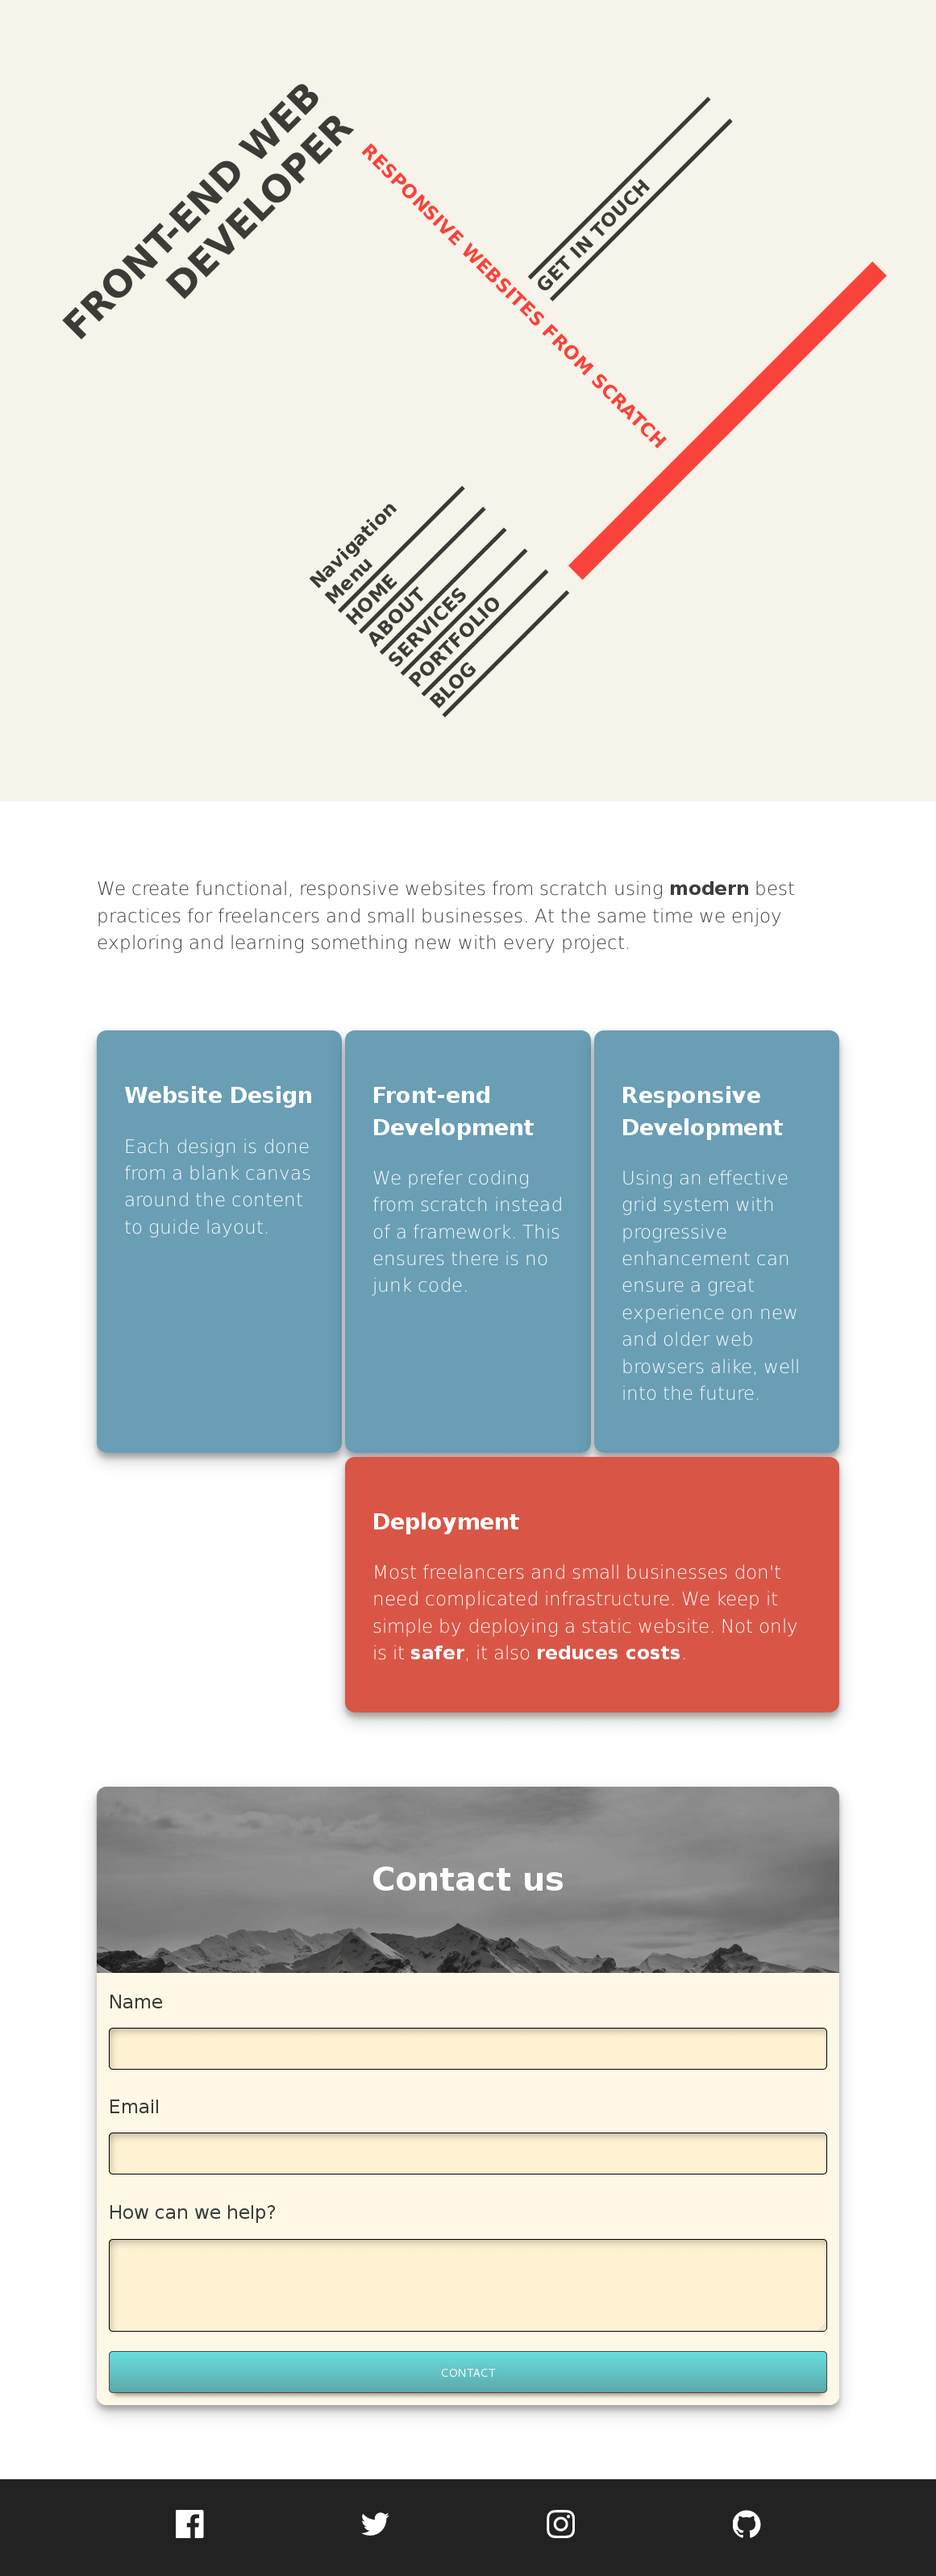 FRONT-END WEB
DEVELOPER
RESPONSIVE WEBSITES FROM SCRATCH
GET IN TOUCH
Navigation
Menu
HOME
ABOUT
SERVICES
PORTFOLIO
BLOG
We create functional, responsive websites from scratch using modern best
practices for freelancers and small businesses. At the same time we enjoy
exploring and learning something new with every project.
Website Design
Each design is done
from a blank canvas
around the content
to guide layout.
Front-end
Development
We prefer coding
from scratch instead
of a framework. This
ensures there is no
junk code.
Responsive
Development
Using an effective
grid system with
progressive
enhancement can
ensure a great
experience on new
and older web
browsers alike, well
into the future.
Deployment
Most freelancers and small businesses don't
need complicated infrastructure. We keep it
simple by deploying a static website. Not only
is it safer, it also reduces costs.
Contact us
Name
Email
How can we help?
CONTACT